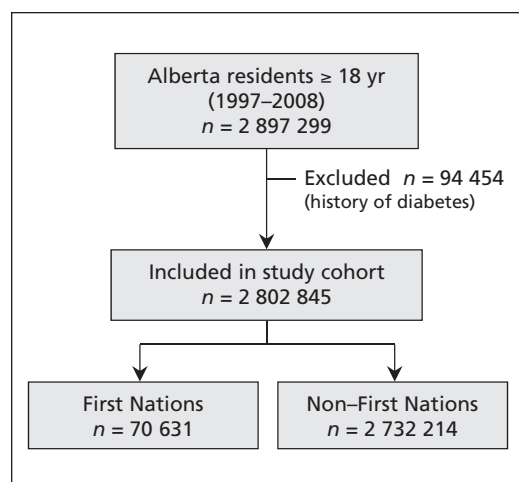 Alberta residents ≥ 18 yr
(1997–2008)
n = 2 897 299
Excluded n = 94 454
(history of diabetes)
Included in study cohort
n = 2 802 845
First Nations
n = 70 631
Non–First Nations
n = 2 732 214